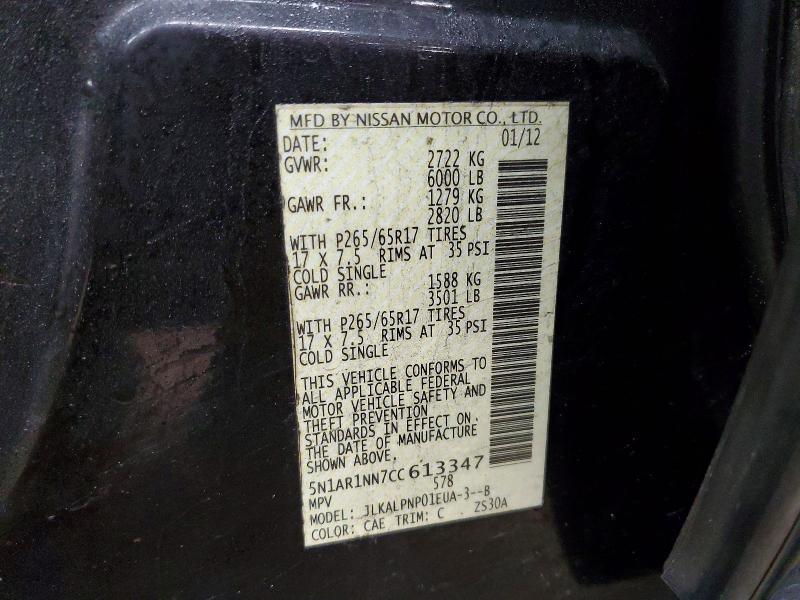 MFD BY NISSAN MOTOR CO., LTD.
DATE: 01/12
GVWR: 2722 KG
6000 LB
GAWR FR.: 1279 KG
2820 LB
WITH P265/65R17 TIRES
17 X 7.5 RIMS AT 35 PSI
COLD SINGLE
GAWR RR.: 1588 KG
3501 LB
WITH P265/65R17 TIRES
17 X 7.5 RIMS AT 35 PSI
COLD SINGLE
THIS VEHICLE CONFORMS TO
ALL APPLICABLE FEDERAL
MOTOR VEHICLE SAFETY AND
THEFT PREVENTION
STANDARDS IN EFFECT ON
THE DATE OF MANUFACTURE
SHOWN ABOVE.
5N1AR1NN7CC613347
MPV 578
MODEL: JLKALPNP01EUA-3--B
COLOR: CAE TRIM: C ZS30A